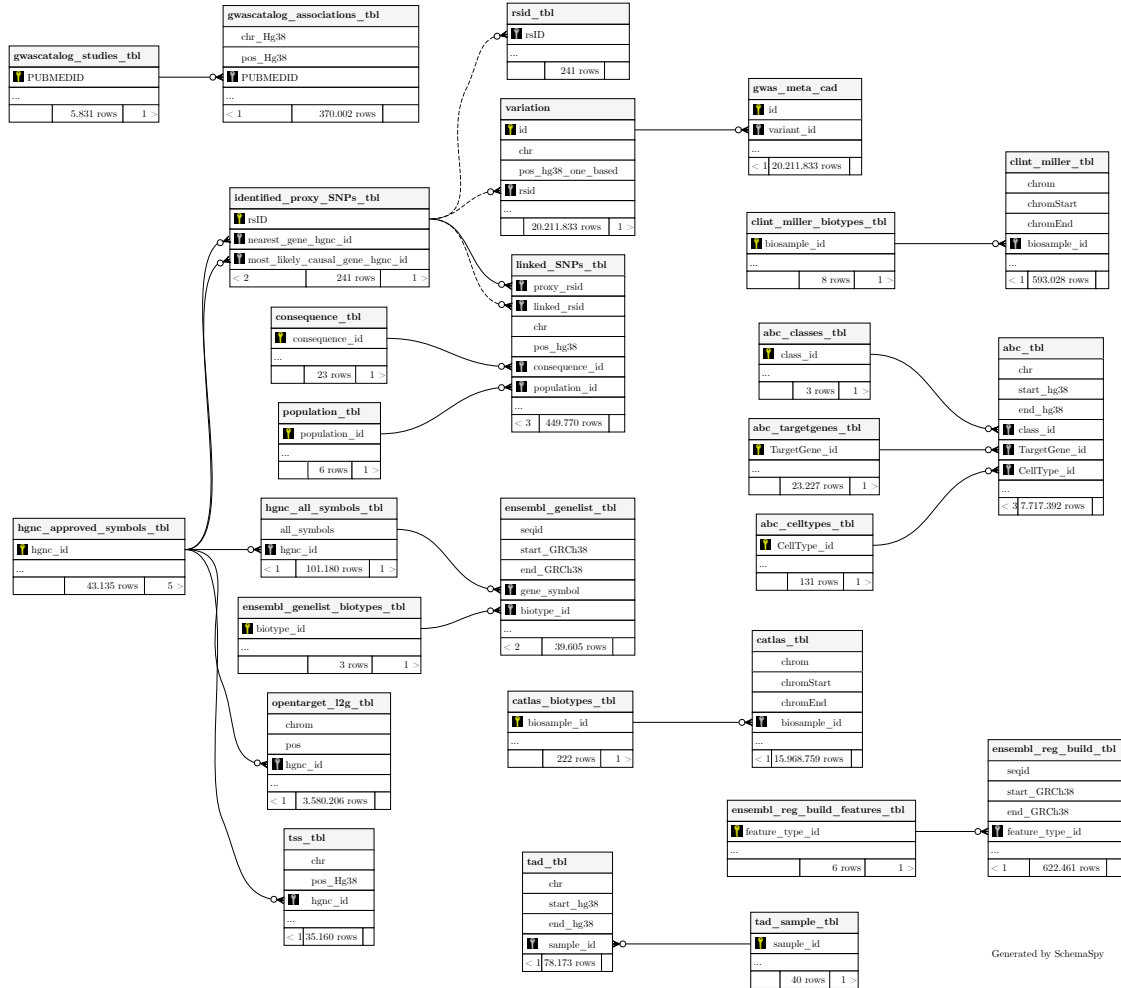 gwascatalog_studies_tbl
PUBMEDID
...
5.831 rows 1 >
gwascatalog_associations_tbl
chr_Hg38
pos_Hg38
PUBMEDID
...
< 1 370.002 rows
rsid_tbl
rsID
...
241 rows
variation
id
chr
pos_hg38_one_based
rsid
...
20.211.833 rows 1 >
gwas_meta_cad
id
variant_id
...
< 1 20.211.833 rows
clint_miller_tbl
chrom
chromStart
chromEnd
biosample_id
...
< 1 593.028 rows
identified_proxy_SNPs_tbl
rsID
nearest_gene_hgnc_id
most_likely_causal_gene_hgnc_id
< 2 241 rows 1 >
clint_miller_biotypes_tbl
biosample_id
...
8 rows 1 >
linked_SNPs_tbl
proxy_rsid
linked_rsid
chr
pos_hg38
consequence_id
population_id
...
< 3 449.770 rows
consequence_tbl
consequence_id
...
23 rows 1 >
population_tbl
population_id
...
6 rows 1 >
abc_classes_tbl
class_id
...
3 rows 1 >
abc_tbl
chr
start_hg38
end_hg38
class_id
TargetGene_id
CellType_id
...
< 3 7.717.392 rows
abc_targetgenes_tbl
TargetGene_id
...
23.227 rows 1 >
abc_celltypes_tbl
CellType_id
...
131 rows 1 >
hgnc_approved_symbols_tbl
hgnc_id
...
43.135 rows 5 >
hgnc_all_symbols_tbl
all_symbols
hgnc_id
< 1 101.180 rows 1 >
ensembl_genelist_tbl
seqid
start_GRCh38
end_GRCh38
gene_symbol
biotype_id
...
< 2 39.605 rows
ensembl_genelist_biotypes_tbl
biotype_id
...
3 rows 1 >
opentarget_l2g_tbl
chrom
pos
hgnc_id
...
< 1 3.580.206 rows
catlas_biotypes_tbl
biosample_id
...
222 rows 1 >
catlas_tbl
chrom
chromStart
chromEnd
biosample_id
...
< 1 15.968.759 rows
ensembl_reg_build_tbl
seqid
start_GRCh38
end_GRCh38
feature_type_id
...
< 1 622.461 rows
ensembl_reg_build_features_tbl
feature_type_id
...
6 rows 1 >
tss_tbl
chr
pos_Hg38
hgnc_id
...
< 1 35.160 rows
tad_tbl
chr
start_hg38
end_hg38
sample_id
< 1 78.173 rows
tad_sample_tbl
sample_id
...
40 rows 1 >
Generated by SchemaSpy